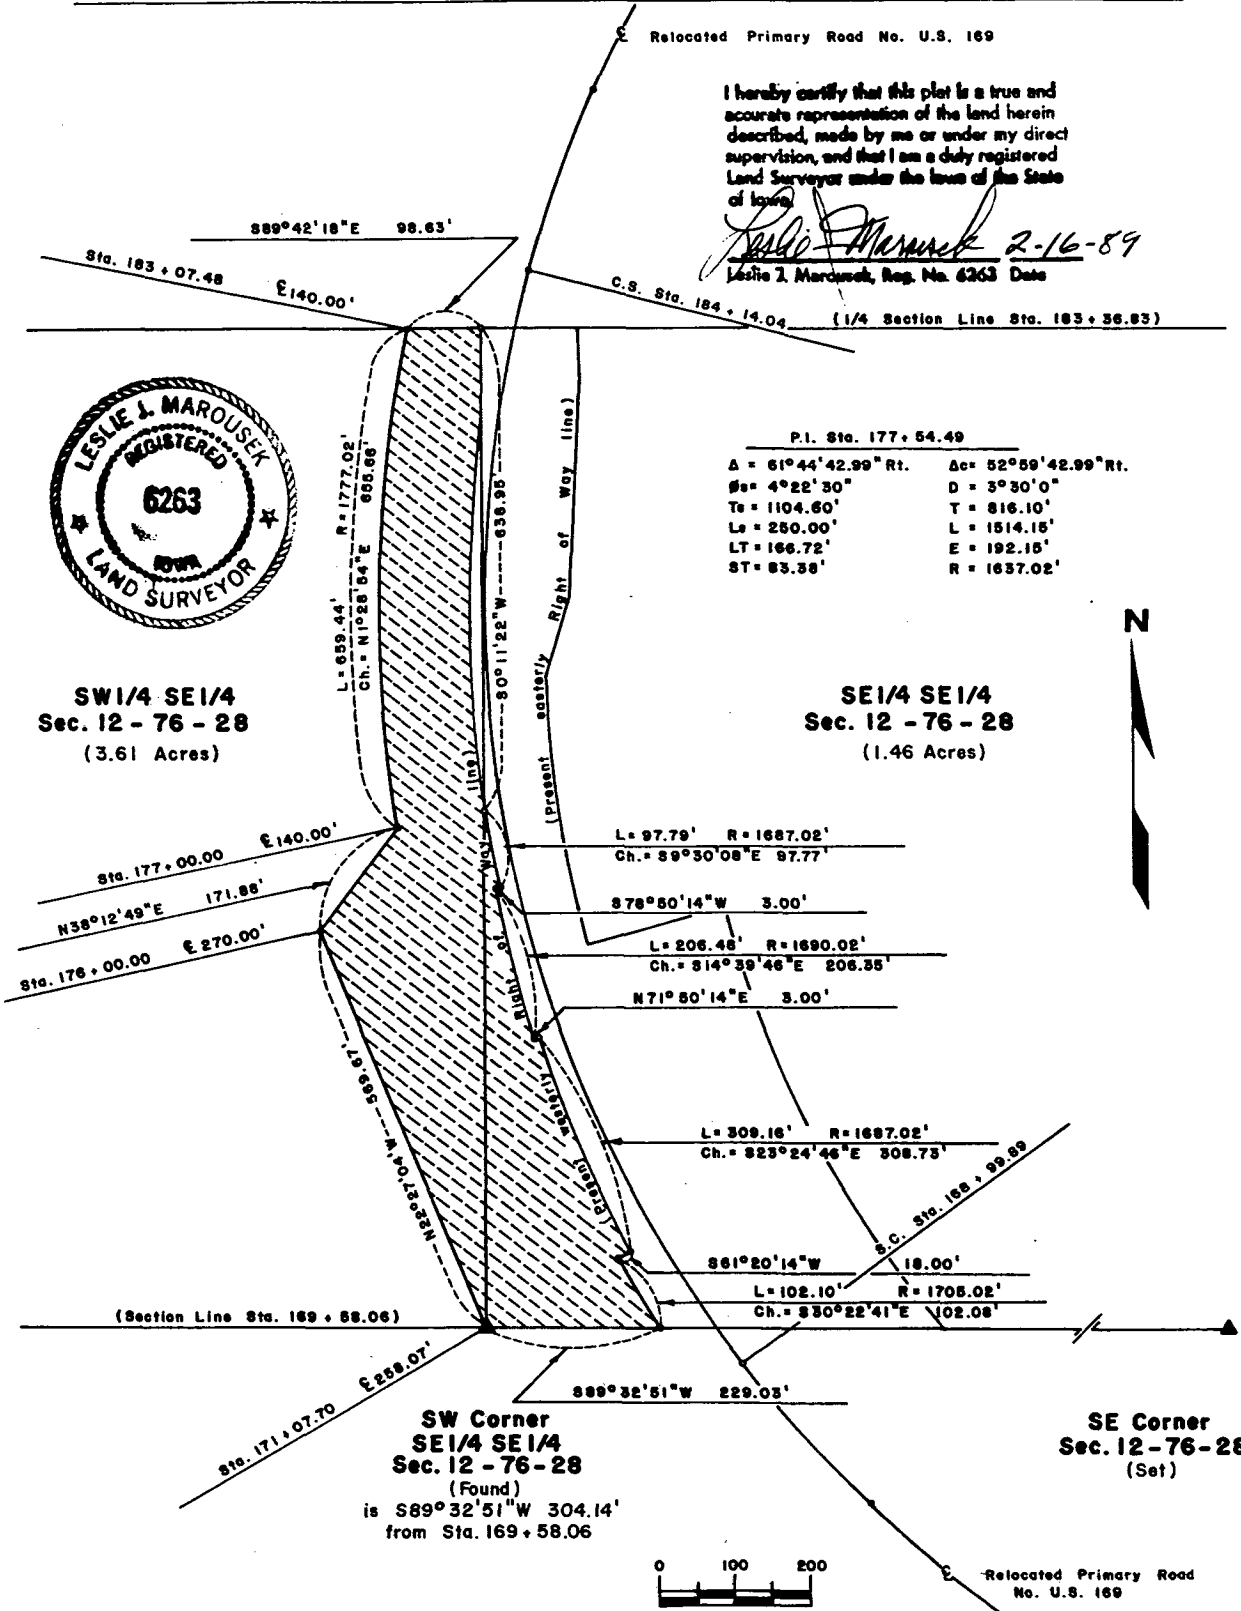 ℄ Relocated Primary Road No. U.S. 169
I hereby certify that this plat is a true and
accurate representation of the land herein
described, made by me or under my direct
supervision, and that I am a duly registered
Land Surveyor under the laws of the State
of Iowa.
Leslie J Marousek 2-16-89
Leslie J. Marousek, Reg. No. 6263 Date
S89°42'18"E 98.63'
Sta. 183+07.48 ℄140.00'
C.S. Sta. 184+14.04
(1/4 Section Line Sta. 183+36.83)
LESLIE J. MAROUSEK
REGISTERED
6263
IOWA
LAND SURVEYOR
L=659.44' R=1777.02'
Ch.=N1°28'54"E 655.66'
S0°11'22"W 636.95'
(Present easterly Right of Way line)
P.I. Sta. 177+54.49
Δ = 61°44'42.99"Rt. Δc= 52°59'42.99"Rt.
Øs= 4°22'30" D = 3°30'0"
Ts = 1104.60' T = 816.10'
Ls = 250.00' L = 1514.15'
LT = 166.72' E = 192.15'
ST = 83.38' R = 1637.02'
N
SW1/4 SE1/4
Sec. 12-76-28
(3.61 Acres)
SE1/4 SE1/4
Sec. 12-76-28
(1.46 Acres)
Sta. 177+00.00 ℄140.00'
N38°12'49"E 171.86'
Sta. 176+00.00 ℄270.00'
L= 97.79' R=1687.02'
Ch.= S9°30'08"E 97.77'
S78°50'14"W 3.00'
L= 206.46' R=1690.02'
Ch.= S14°39'46"E 206.35'
N71°50'14"E 3.00'
(Present westerly Right of Way line)
N22°27'04"W 569.67'
L= 309.16' R=1687.02'
Ch.= S23°24'46"E 308.73'
S.C. Sta. 168+99.89
S61°20'14"W 18.00'
L=102.10' R=1705.02'
Ch.= S30°22'41"E 102.08'
(Section Line Sta. 169+58.06)
Sta. 171+07.70 ℄258.07'
S89°32'51"W 229.03'
SW Corner
SE1/4 SE1/4
Sec. 12-76-28
(Found)
is S89°32'51"W 304.14'
from Sta. 169+58.06
SE Corner
Sec. 12-76-28
(Set)
0 100 200
℄ Relocated Primary Road
No. U.S. 169